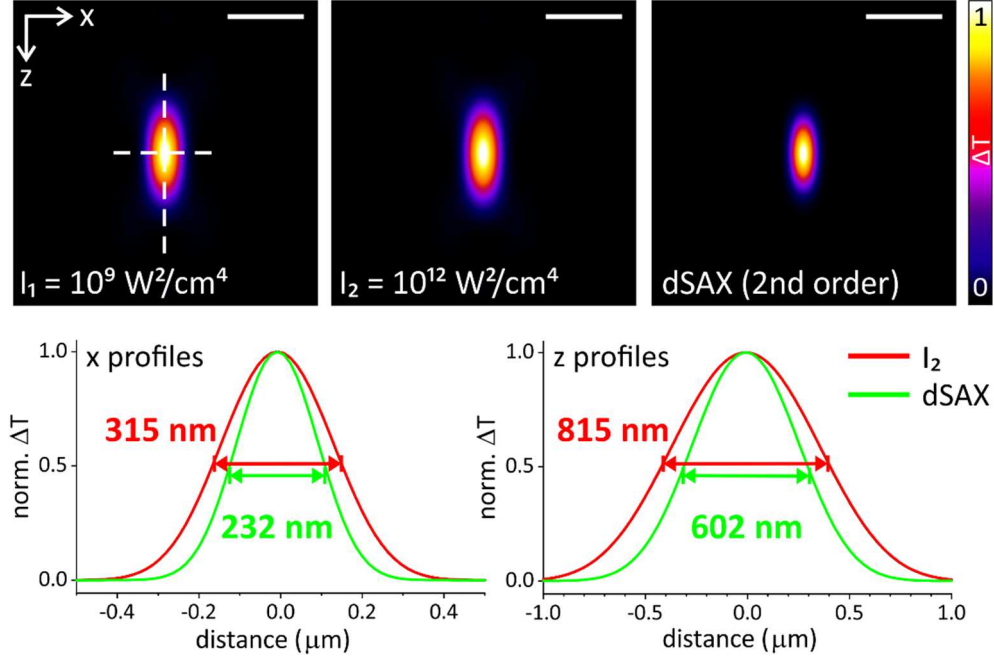 x
z
I₁ = 10⁹ W²/cm⁴
I₂ = 10¹² W²/cm⁴
dSAX (2nd order)
1
ΔT
0
x profiles
norm. ΔT
1.0
0.5
0.0
315 nm
232 nm
-0.4
-0.2
0.0
0.2
0.4
distance (μm)
z profiles
norm. ΔT
1.0
0.5
0.0
815 nm
602 nm
-1.0
-0.5
0.0
0.5
1.0
distance (μm)
I₂
dSAX